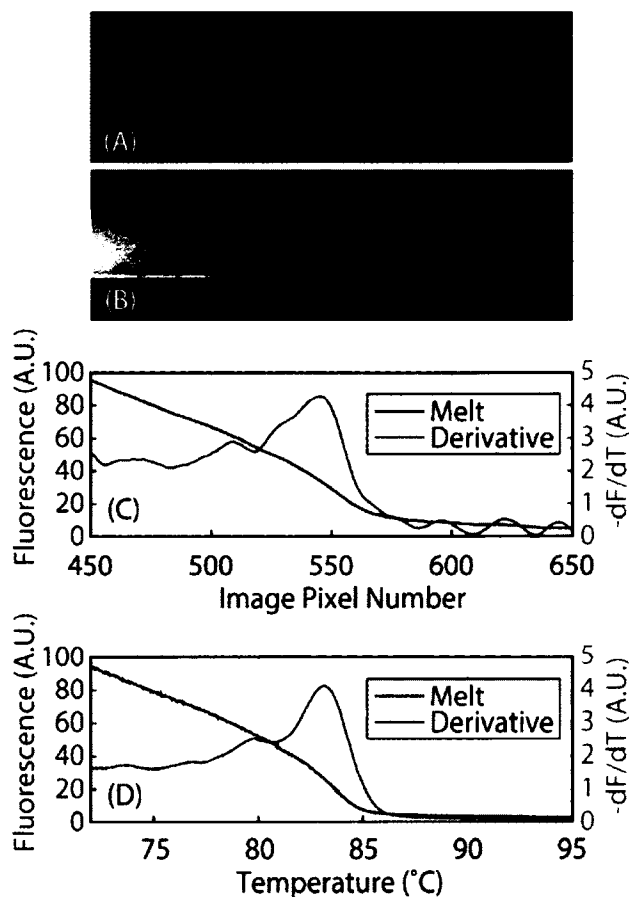 (A)
(B)
Fluorescence (A.U.)
100
80
60
40
20
0
(C)
Melt
Derivative
5
4
3
2
1
0
-dF/dT (A.U.)
450 500 550 600 650
Image Pixel Number
Fluorescence (A.U.)
100
80
60
40
20
0
(D)
Melt
Derivative
5
4
3
2
1
0
-dF/dT (A.U.)
75 80 85 90 95
Temperature (°C)